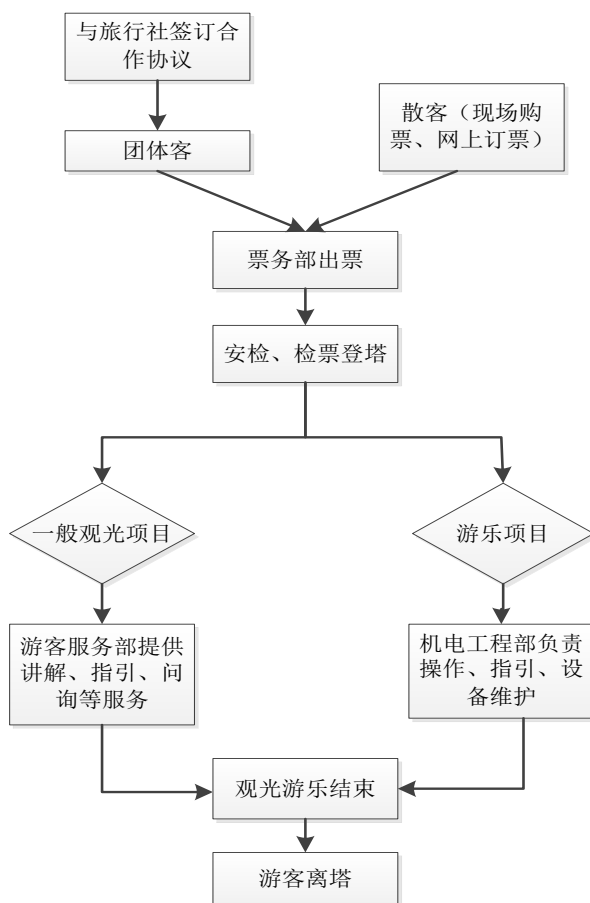 与旅行社签订合
作协议
散客（现场购
票、网上订票）
团体客
票务部出票
安检、检票登塔
一般观光项目
游乐项目
游客服务部提供
讲解、指引、问
询等服务
机电工程部负责
操作、指引、设
备维护
观光游乐结束
游客离塔